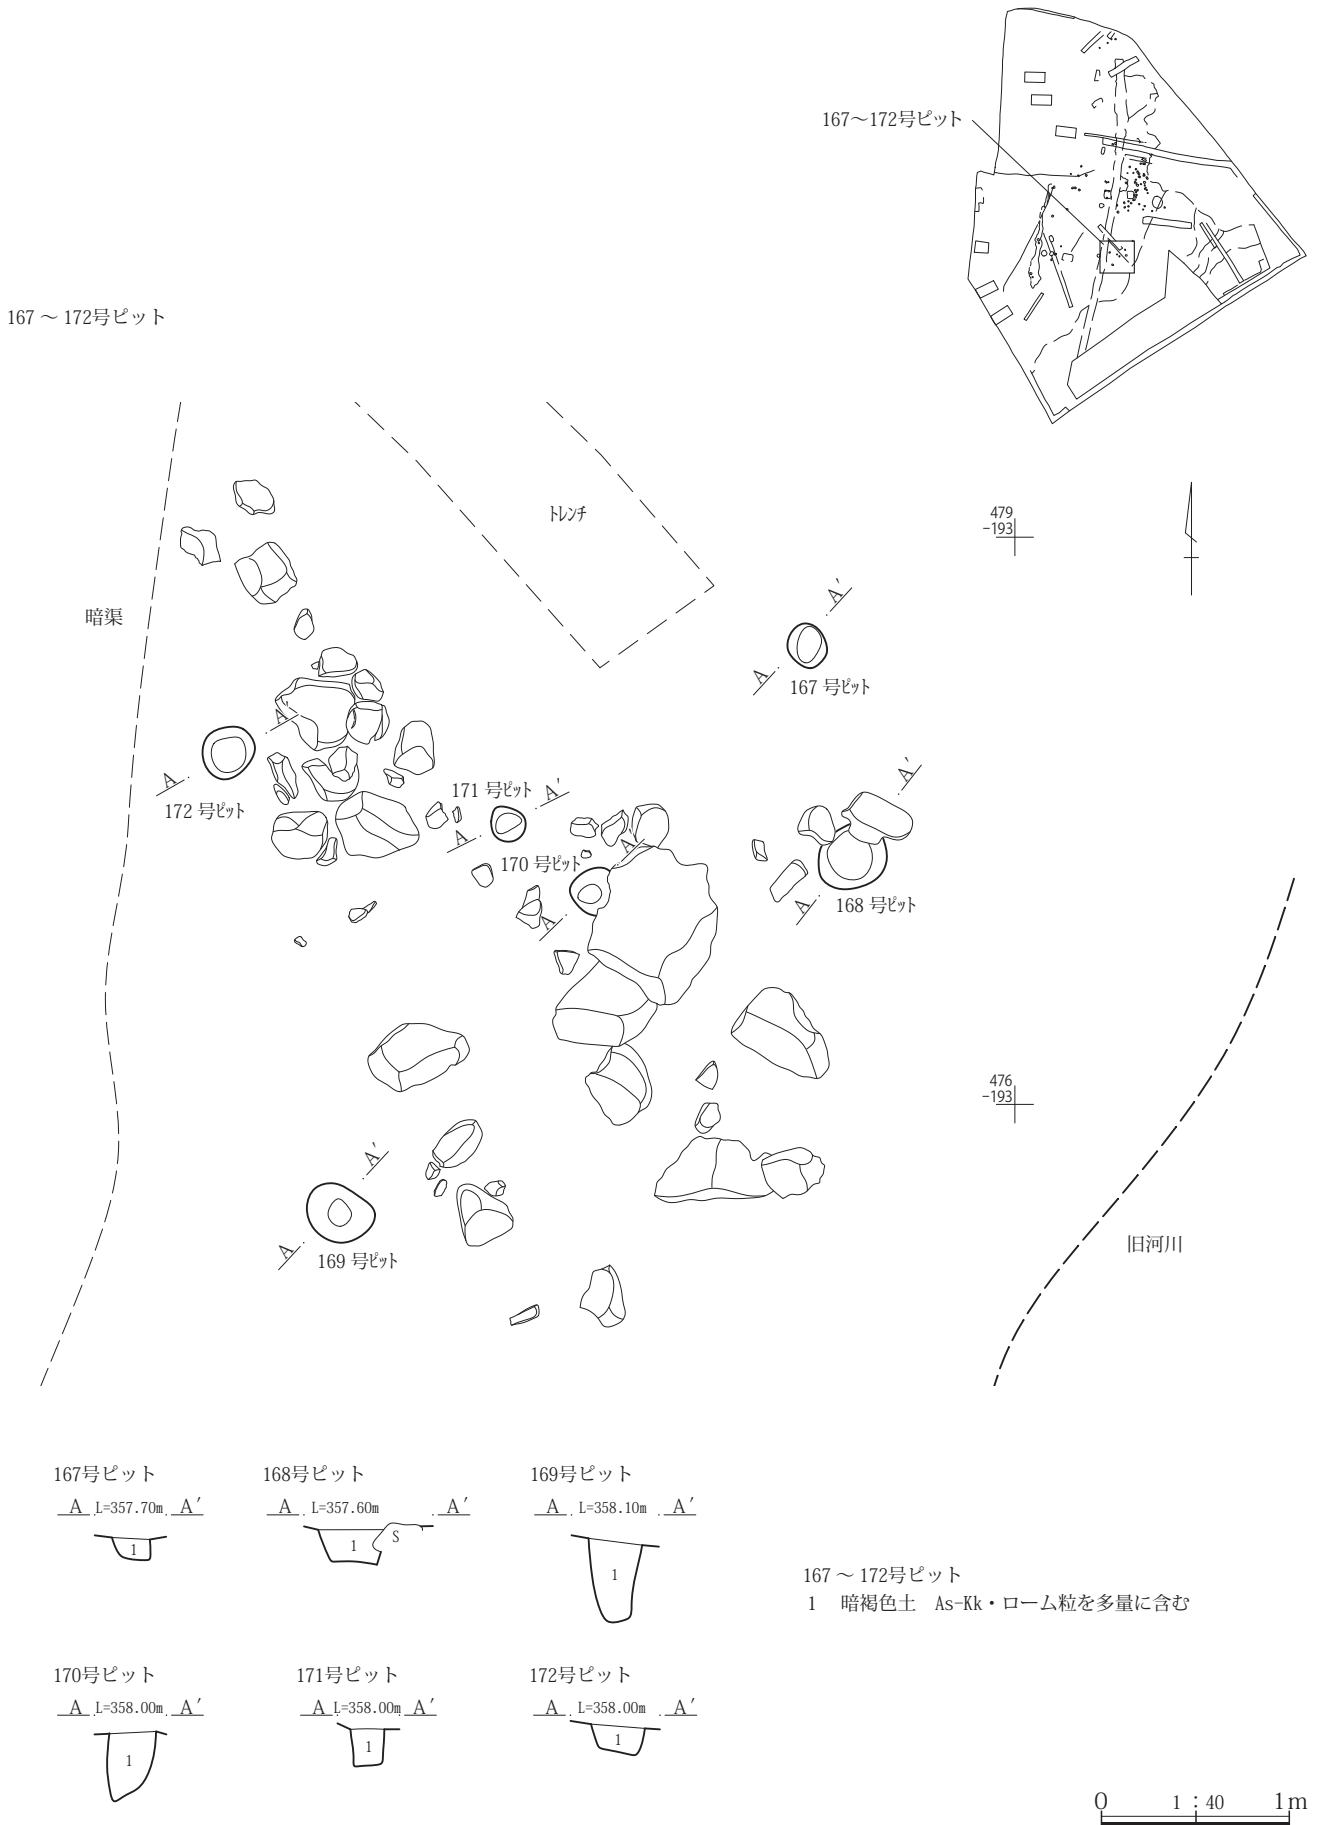 167～172号ピット
167 ～ 172号ピット
トレンチ
479
-193
暗渠
A'
A
167 号ピット
A'
A
172 号ピット
171 号ピット
A'
A
A'
170 号ピット
A
A'
A
168 号ピット
476
-193
A'
A
169 号ピット
旧河川
167号ピット
A L=357.70m A'
1
168号ピット
A L=357.60m A'
1 S
169号ピット
A L=358.10m A'
1
167 ～ 172号ピット
1 暗褐色土 As-Kk・ローム粒を多量に含む
170号ピット
A L=358.00m A'
1
171号ピット
A L=358.00m A'
1
172号ピット
A L=358.00m A'
1
0 1：40 1m